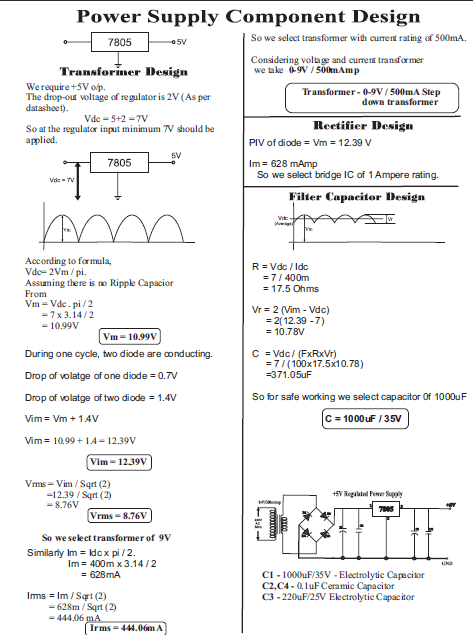 Power Supply Component Design
7805
5V
Transformer Design
We require +5V o/p.
The drop-out voltage of regulator is 2V (As per
datasheet).
Vdc = 5+2 = 7V
So at the regulator input minimum 7V should be
applied.
7805
5V
Vdc = 7V
Vm
According to formula,
Vdc= 2Vm / pi.
Assuming there is no Ripple Capacior
From
Vm = Vdc . pi / 2
= 7 x 3.14 / 2
= 10.99V
Vm = 10.99V
During one cycle, two diode are conducting.
Drop of volatge of one diode = 0.7V
Drop of volatge of two diode = 1.4V
Vim = Vm + 1.4V
Vim = 10.99 + 1.4 = 12.39V
Vim = 12.39V
Vrms = Vim / Sqrt (2)
=12.39 / Sqrt (2)
= 8.76V
Vrms = 8.76V
So we select transformer of 9V
Similarly Im = Idc x pi / 2.
Im = 400m x 3.14 / 2
= 628mA
Irms = Im / Sqrt (2)
= 628m / Sqrt (2)
= 444.06 mA
Irms = 444.06mA
So we select transformer with current rating of 500mA.
Considering voltage and current transformer
we take 0-9V / 500mAmp
Transformer - 0-9V / 500mA Step
down transformer
Rectifier Design
PIV of diode = Vm = 12.39 V
Im = 628 mAmp
So we select bridge IC of 1 Ampere rating.
Filter Capacitor Design
Vdc
(Average)
Vr
Vm
R = Vdc / Idc
= 7 / 400m
= 17.5 Ohms
Vr = 2 (Vim - Vdc)
= 2(12.39 - 7)
= 10.78V
C = Vdc / (FxRxVr)
= 7 / (100x17.5x10.78)
=371.05uF
So for safe working we select capacitor 0f 1000uF
C = 1000uF / 35V
+5V Regulated Power Supply
7805
+5V
GND
C1 - 1000uF/35V - Electrolytic Capacitor
C2,C4 - 0.1uF Ceramic Capacitor
C3 - 220uF/25V Electrolytic Capacitor